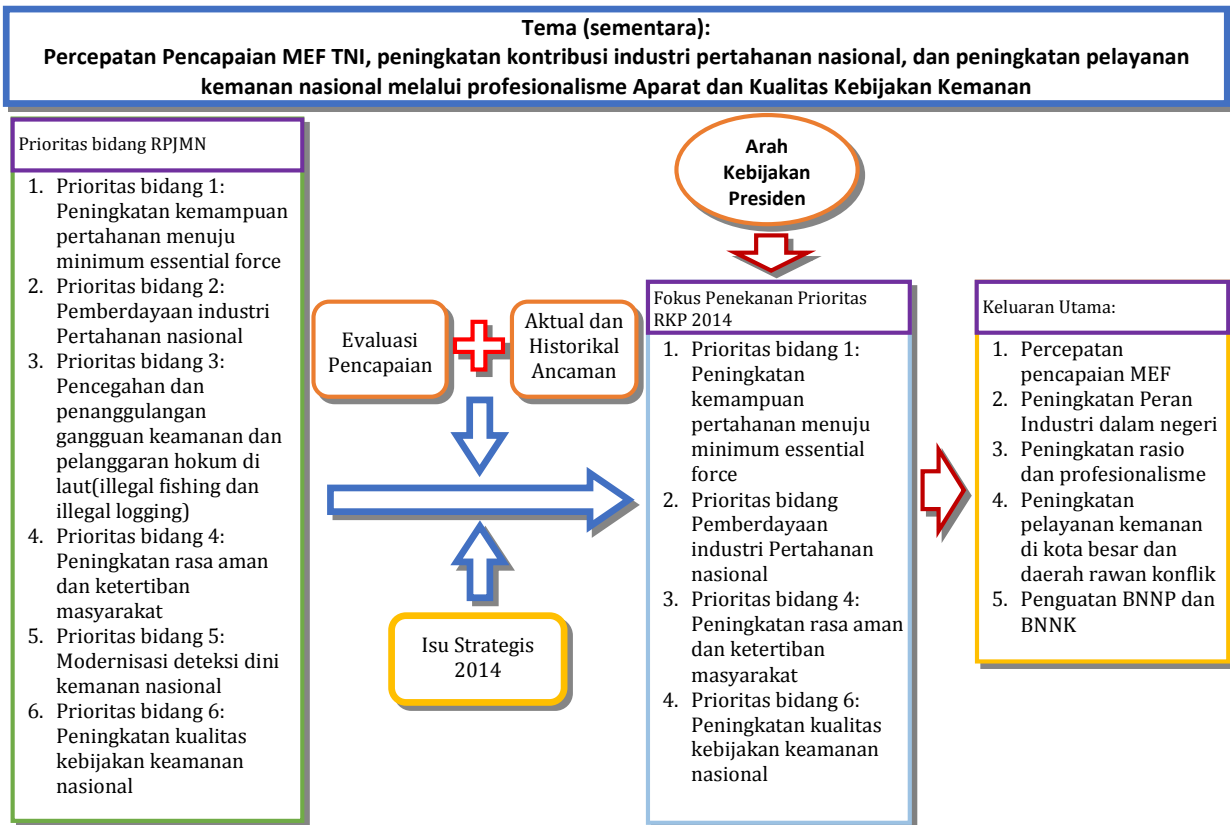 Tema (sementara):
Percepatan Pencapaian MEF TNI, peningkatan kontribusi industri pertahanan nasional, dan peningkatan pelayanan
kemanan nasional melalui profesionalisme Aparat dan Kualitas Kebijakan Kemanan
Prioritas bidang RPJMN
1. Prioritas bidang 1:
Peningkatan kemampuan
pertahanan menuju
minimum essential force
2. Prioritas bidang 2:
Pemberdayaan industri
Pertahanan nasional
3. Prioritas bidang 3:
Pencegahan dan
penanggulangan
gangguan keamanan dan
pelanggaran hokum di
laut(illegal fishing dan
illegal logging)
4. Prioritas bidang 4:
Peningkatan rasa aman
dan ketertiban
masyarakat
5. Prioritas bidang 5:
Modernisasi deteksi dini
kemanan nasional
6. Prioritas bidang 6:
Peningkatan kualitas
kebijakan keamanan
nasional
Evaluasi
Pencapaian
Aktual dan
Historikal
Ancaman
Isu Strategis
2014
Arah
Kebijakan
Presiden
Fokus Penekanan Prioritas
RKP 2014
1. Prioritas bidang 1:
Peningkatan
kemampuan
pertahanan menuju
minimum essential
force
2. Prioritas bidang
Pemberdayaan
industri Pertahanan
nasional
3. Prioritas bidang 4:
Peningkatan rasa aman
dan ketertiban
masyarakat
4. Prioritas bidang 6:
Peningkatan kualitas
kebijakan keamanan
nasional
Keluaran Utama:
1. Percepatan
pencapaian MEF
2. Peningkatan Peran
Industri dalam negeri
3. Peningkatan rasio
dan profesionalisme
4. Peningkatan
pelayanan kemanan
di kota besar dan
daerah rawan konflik
5. Penguatan BNNP dan
BNNK